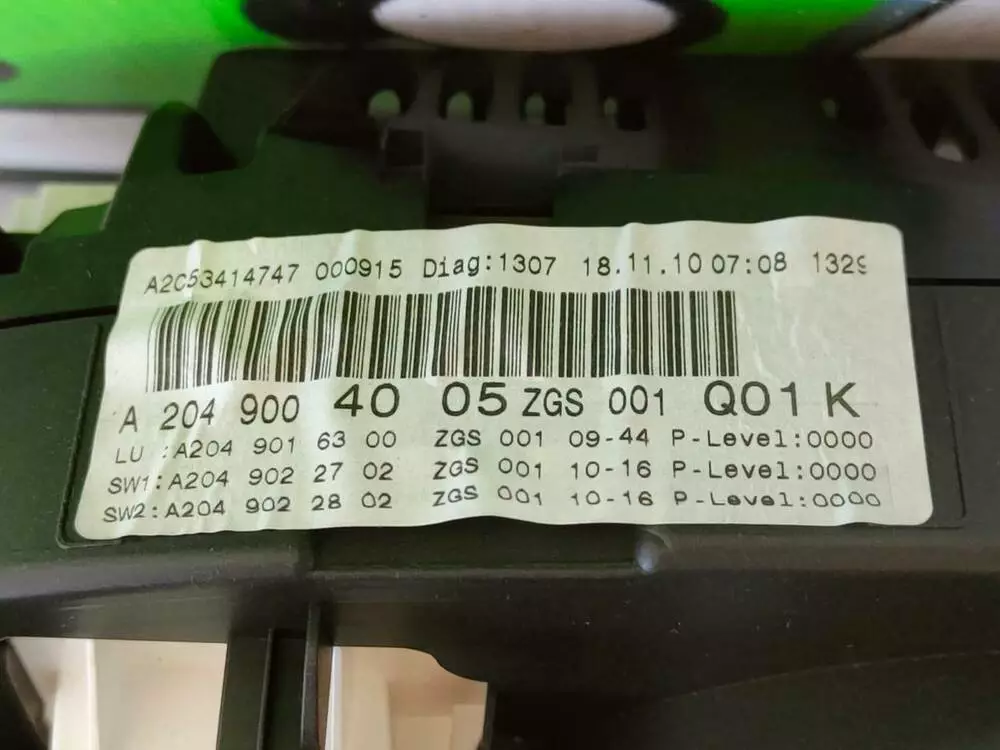 A2C53414747 000915 Diag:1307 18.11.10 07:08 1329
A 204 900 40 05 ZGS 001 Q01 K
LU :A204 901 63 00 ZGS 001 09-44 P-Level:0000
SW1:A204 902 27 02 ZGS 001 10-16 P-Level:0000
SW2:A204 902 28 02 ZGS 001 10-16 P-Level:0000